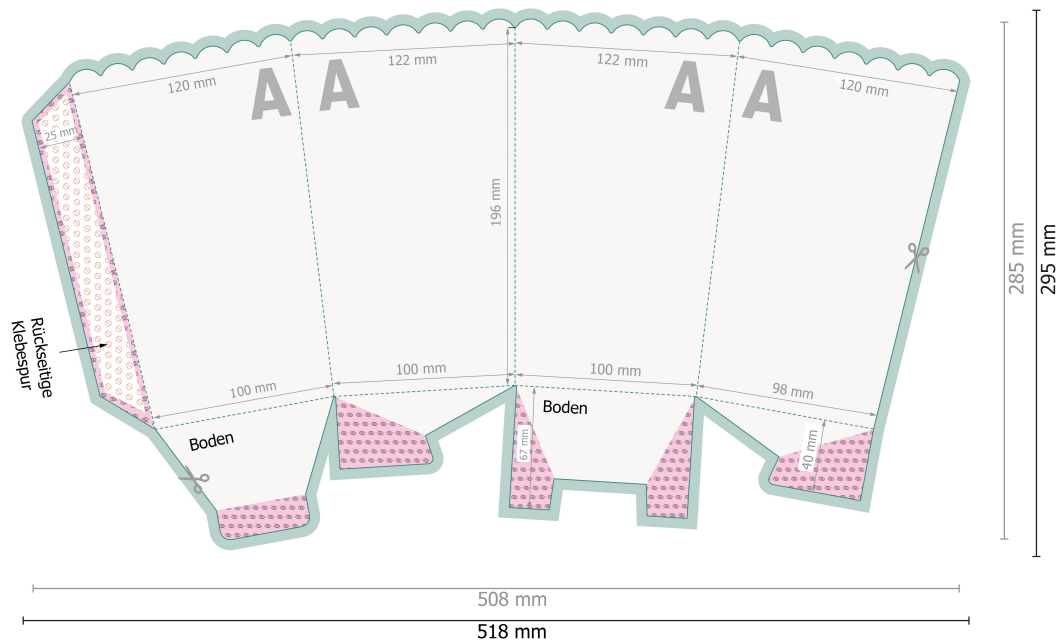 120 mm
122 mm
122 mm
120 mm
A
A
A
A
25 mm
196 mm
285 mm
295 mm
Rückseitige
Klebespur
100 mm
100 mm
100 mm
98 mm
Boden
Boden
67 mm
40 mm
508 mm
518 mm